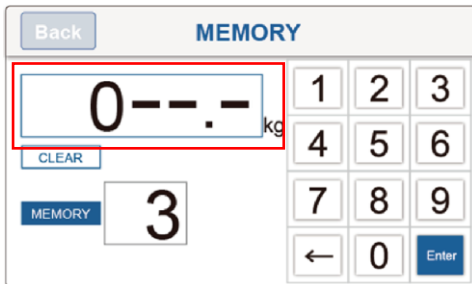 Back MEMORY
0--.- kg
CLEAR
MEMORY 3
1 2 3
4 5 6
7 8 9
← 0 Enter